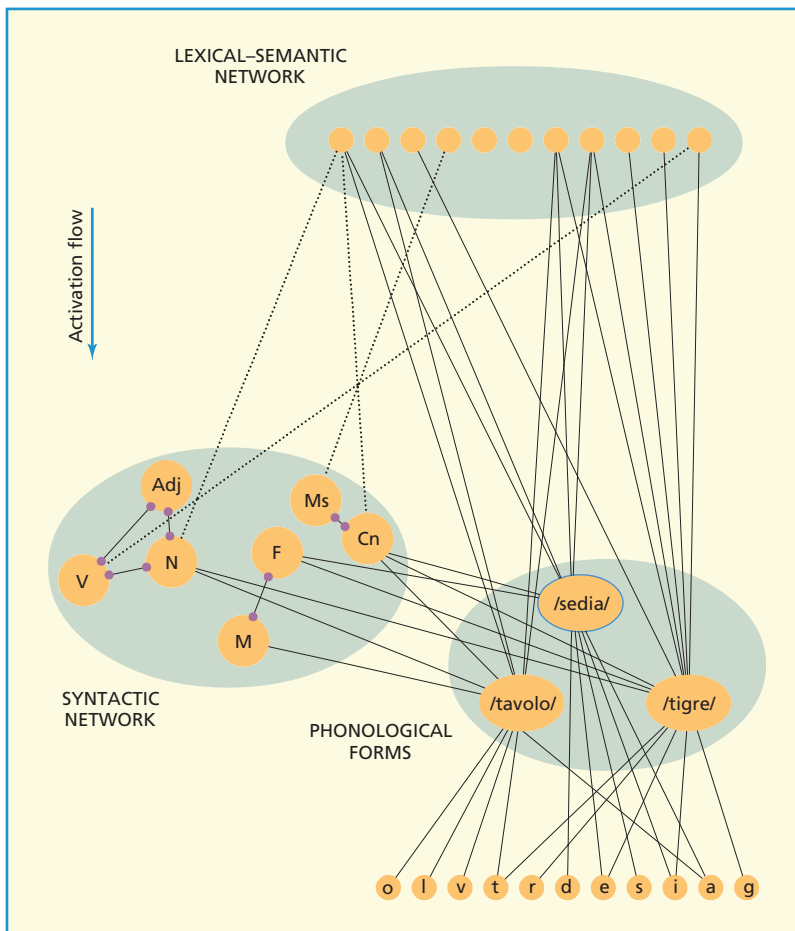 LEXICAL–SEMANTIC
NETWORK
Activation flow
Adj
Ms
Cn
F
N
V
M
/sedia/
/tavolo/
/tigre/
SYNTACTIC
NETWORK
PHONOLOGICAL
FORMS
o l v t r d e s i a g